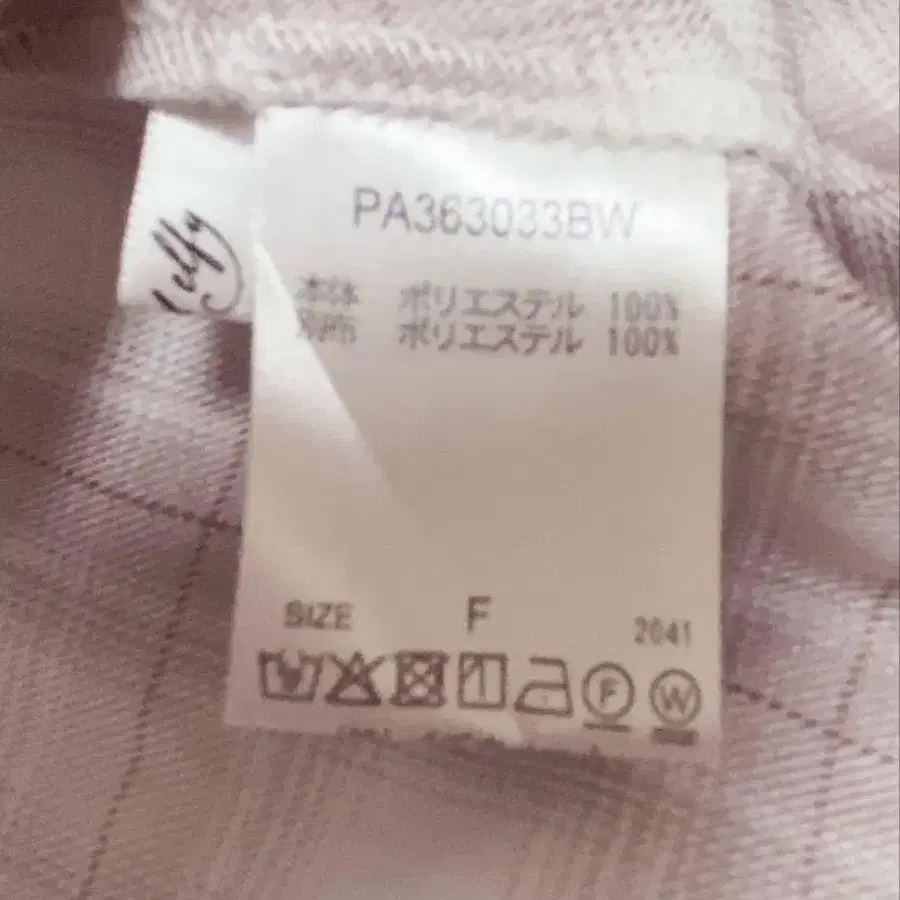 elfy
PA363033BW
本体 ポリエステル 100%
別布 ポリエステル 100%
SIZE F 2041
F W